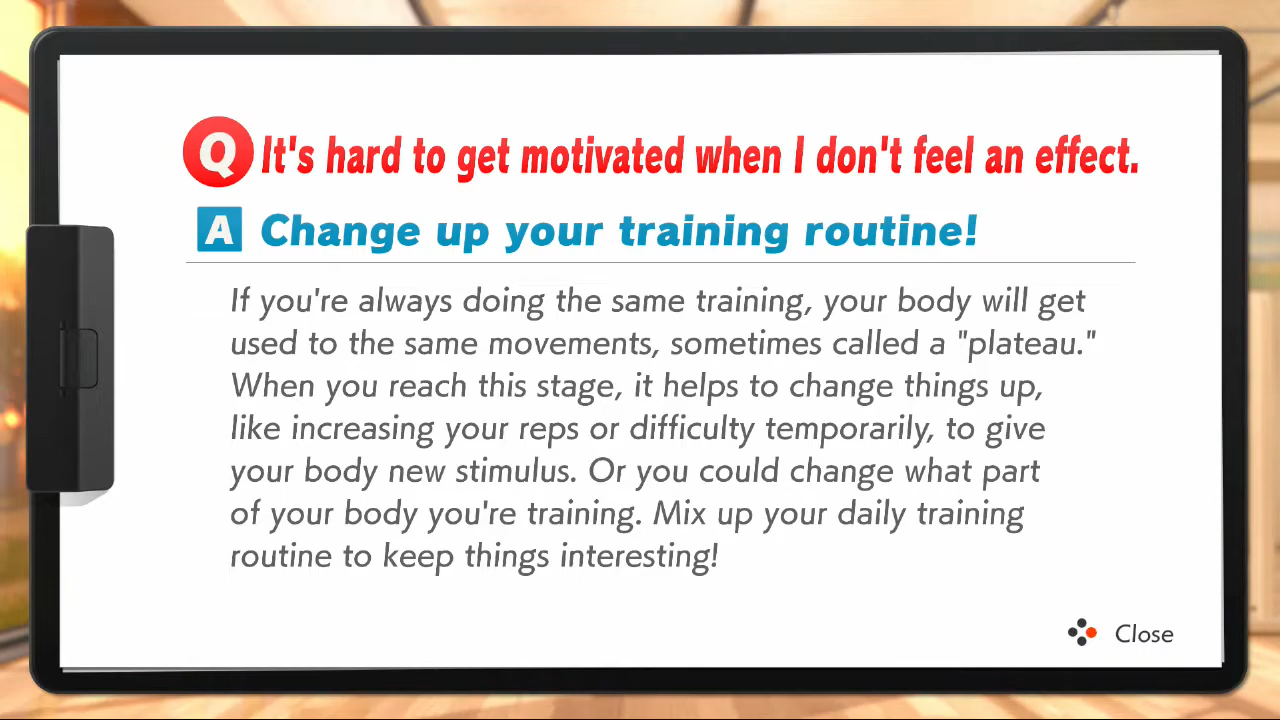 Q It's hard to get motivated when I don't feel an effect.
A Change up your training routine!
If you're always doing the same training, your body will get
used to the same movements, sometimes called a "plateau."
When you reach this stage, it helps to change things up,
like increasing your reps or difficulty temporarily, to give
your body new stimulus. Or you could change what part
of your body you're training. Mix up your daily training
routine to keep things interesting!
Close